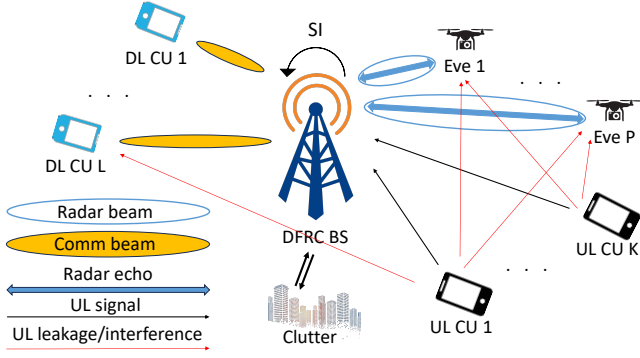 SI
DL CU 1
Eve 1
. . .
. . .
Eve P
DL CU L
Radar beam
Comm beam
DFRC BS
UL CU K
Radar echo
. . .
UL signal
UL CU 1
UL leakage/interference
Clutter